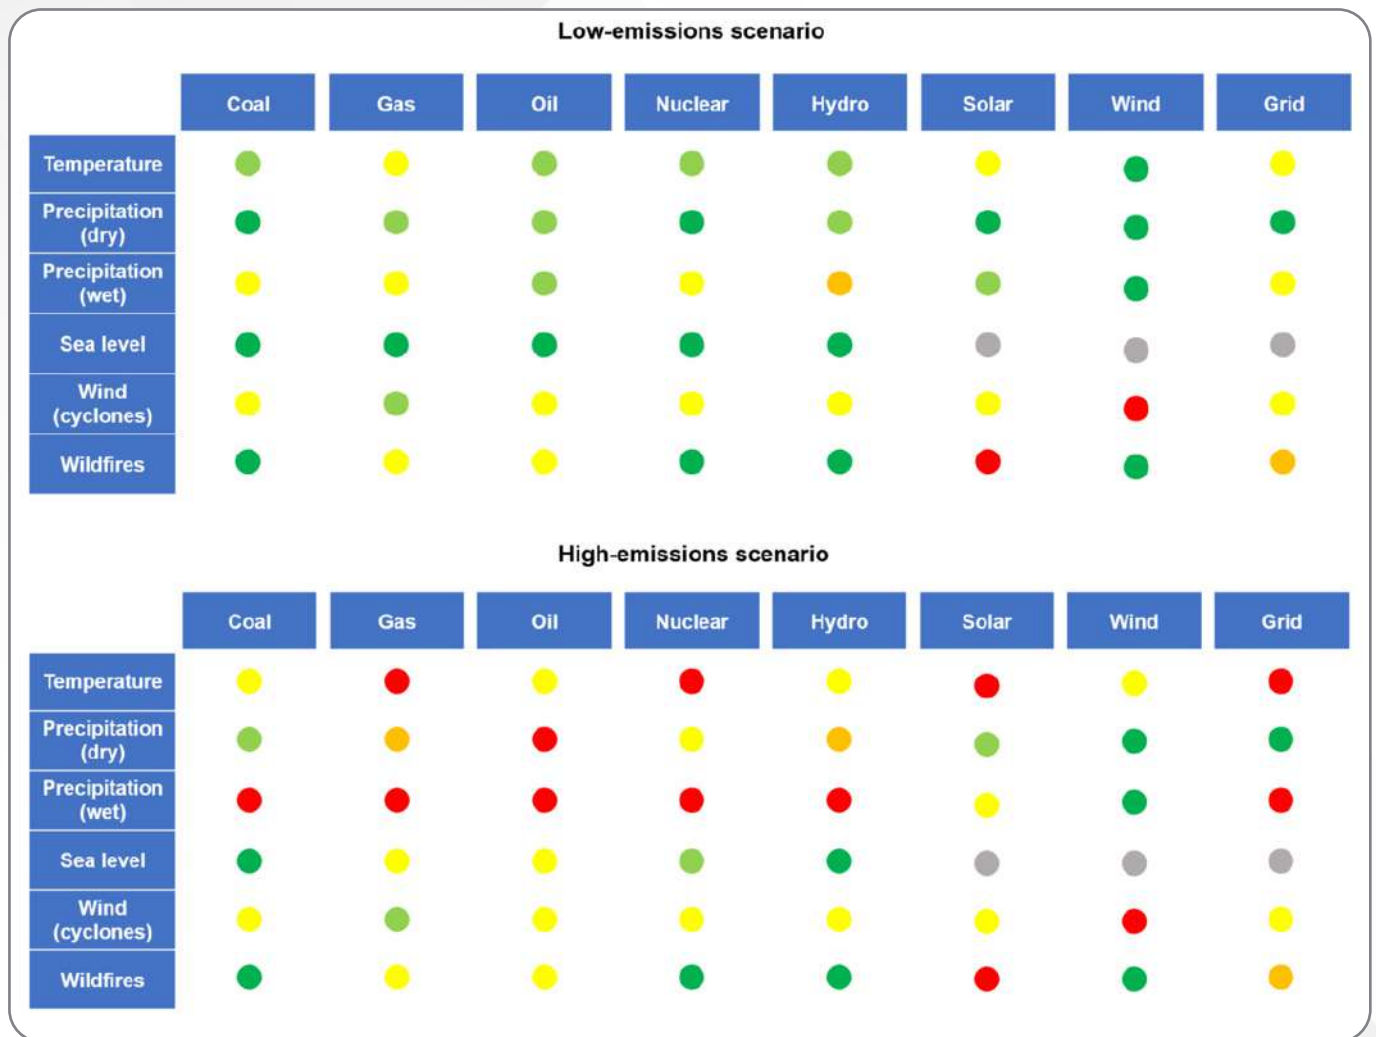 Low-emissions scenario
Coal Gas Oil Nuclear Hydro Solar Wind Grid
Temperature
Precipitation
(dry)
Precipitation
(wet)
Sea level
Wind
(cyclones)
Wildfires
High-emissions scenario
Coal Gas Oil Nuclear Hydro Solar Wind Grid
Temperature
Precipitation
(dry)
Precipitation
(wet)
Sea level
Wind
(cyclones)
Wildfires